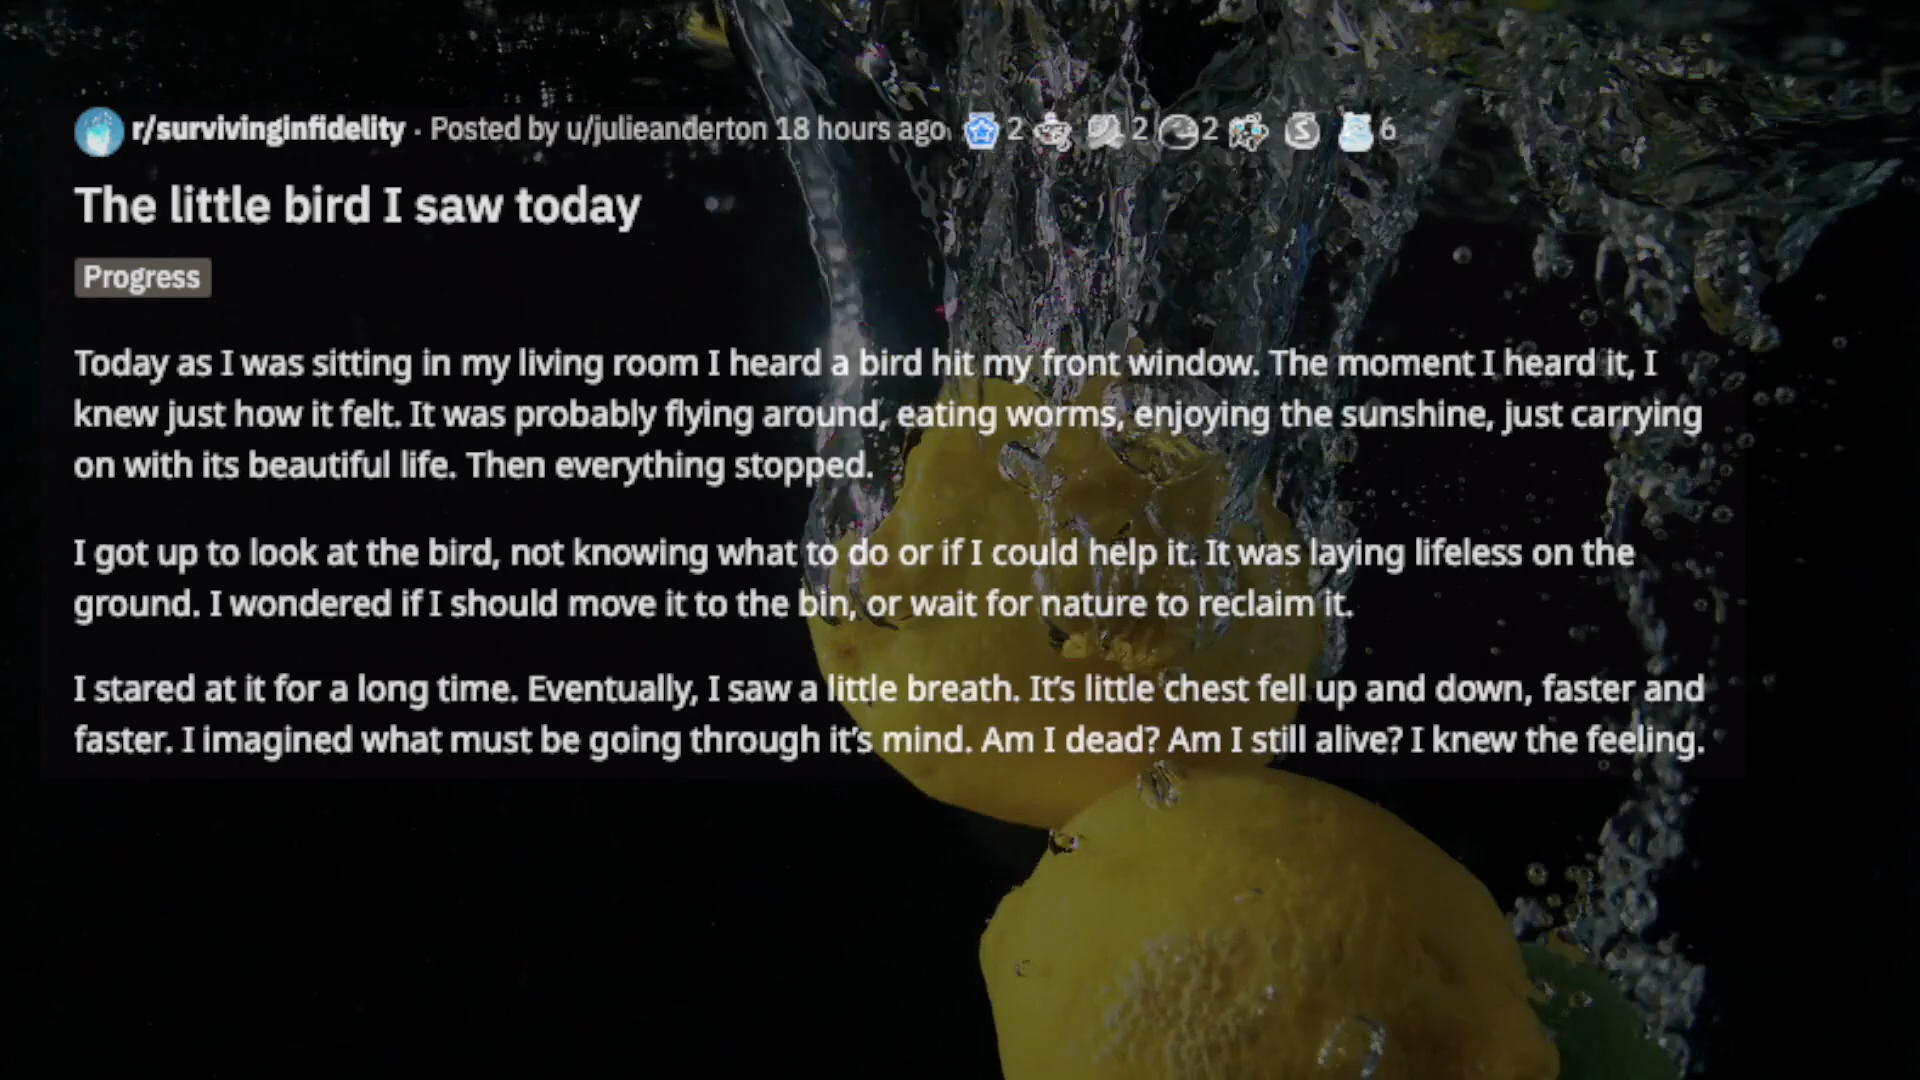 r/survivinginfidelity · Posted by u/julieanderton 18 hours ago 2 2 2 6
The little bird I saw today
Progress
Today as I was sitting in my living room I heard a bird hit my front window. The moment I heard it, I
knew just how it felt. It was probably flying around, eating worms, enjoying the sunshine, just carrying
on with its beautiful life. Then everything stopped.
I got up to look at the bird, not knowing what to do or if I could help it. It was laying lifeless on the
ground. I wondered if I should move it to the bin, or wait for nature to reclaim it.
I stared at it for a long time. Eventually, I saw a little breath. It’s little chest fell up and down, faster and
faster. I imagined what must be going through it’s mind. Am I dead? Am I still alive? I knew the feeling.